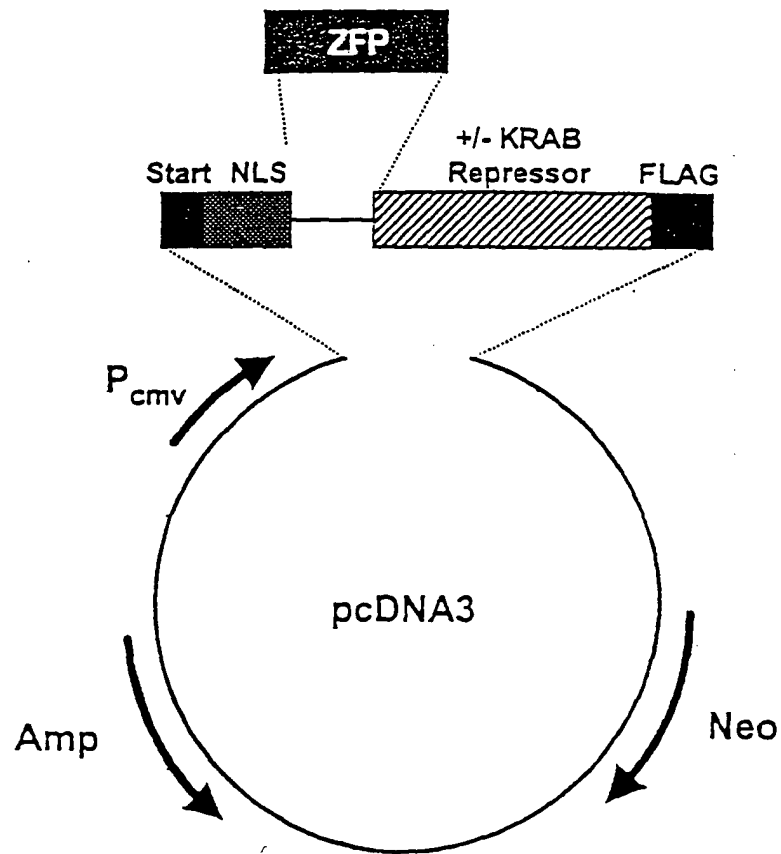 ZFP
+/- KRAB
Start NLS Repressor FLAG
Pcmv
pcDNA3
Amp
Neo